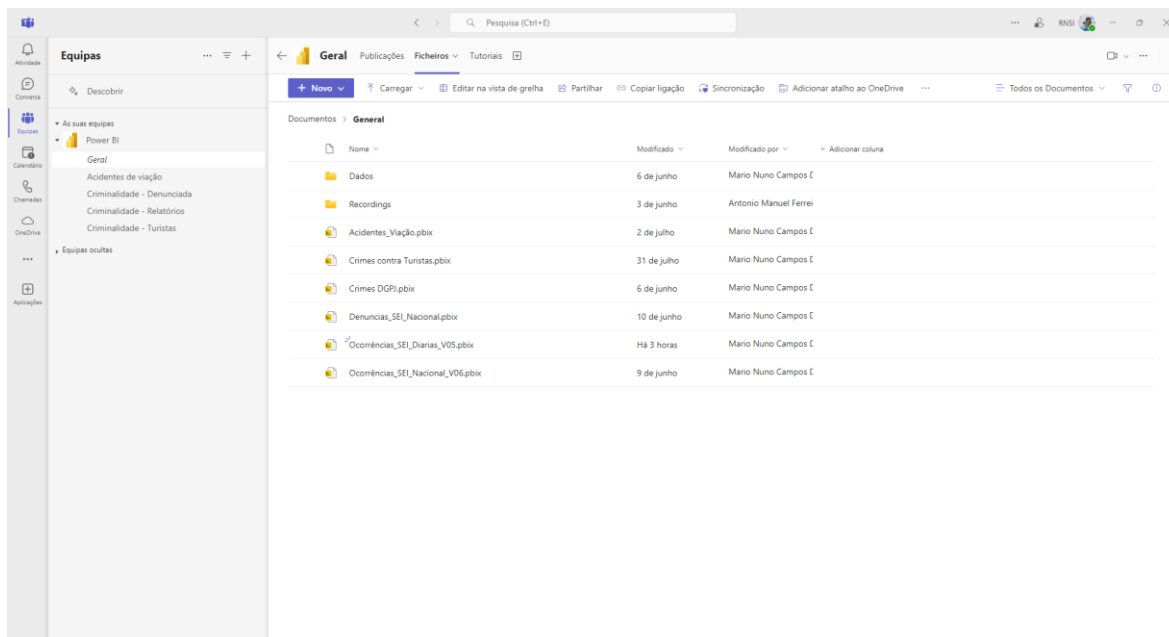 Pesquisa (Ctrl+E)
RNSI
Atividade
Conversa
Equipas
Calendário
Chamadas
OneDrive
Aplicações
Equipas
Descobrir
As suas equipas
Power BI
Geral
Acidentes de viação
Criminalidade - Denunciada
Criminalidade - Relatórios
Criminalidade - Turistas
Equipas ocultas
Geral Publicações Ficheiros Tutoriais
+ Novo Carregar Editar na vista de grelha Partilhar Copiar ligação Sincronização Adicionar atalho ao OneDrive ... Todos os Documentos
Documentos > General
Nome Modificado Modificado por + Adicionar coluna
Dados 6 de junho Mario Nuno Campos D
Recordings 3 de junho Antonio Manuel Ferrei
Acidentes_Viação.pbix 2 de julho Mario Nuno Campos D
Crimes contra Turistas.pbix 31 de julho Mario Nuno Campos D
Crimes DGPJ.pbix 6 de junho Mario Nuno Campos D
Denuncias_SEI_Nacional.pbix 10 de junho Mario Nuno Campos D
Ocorrências_SEI_Diarias_V05.pbix Há 3 horas Mario Nuno Campos D
Ocorrências_SEI_Nacional_V06.pbix 9 de junho Mario Nuno Campos D